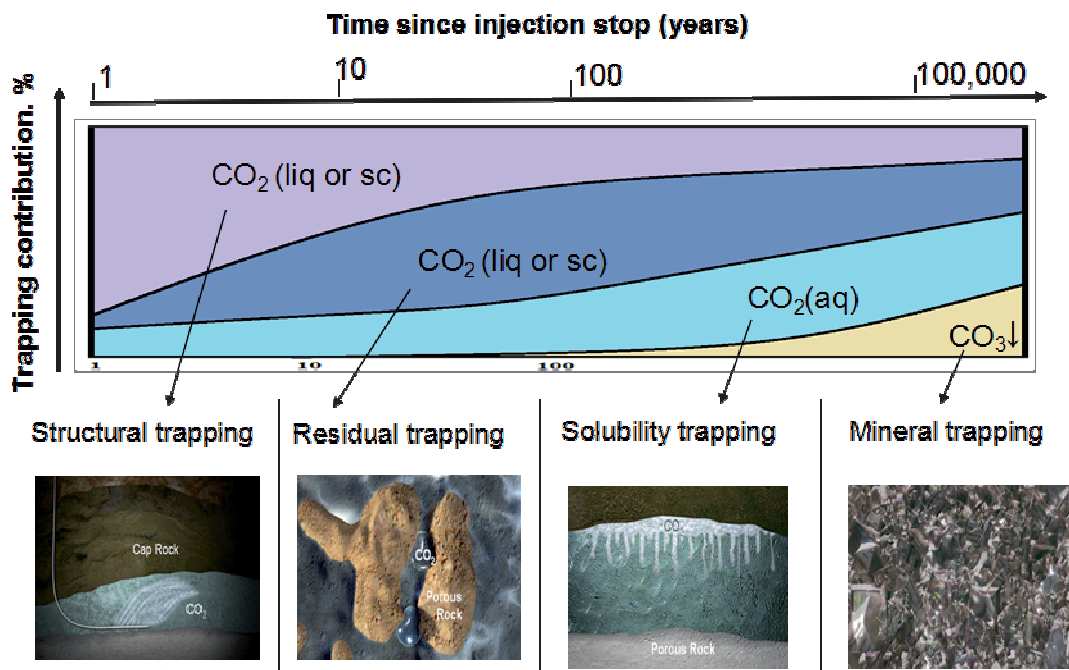 Time since injection stop (years)
1 10 100 100,000
Trapping contribution. %
CO₂ (liq or sc)
CO₂ (liq or sc)
CO₂(aq)
CO₃↓
1 10 100
Structural trapping
Residual trapping
Solubility trapping
Mineral trapping
Cap Rock
CO₂
CO₂
Porous
Rock
CO₂
Porous Rock